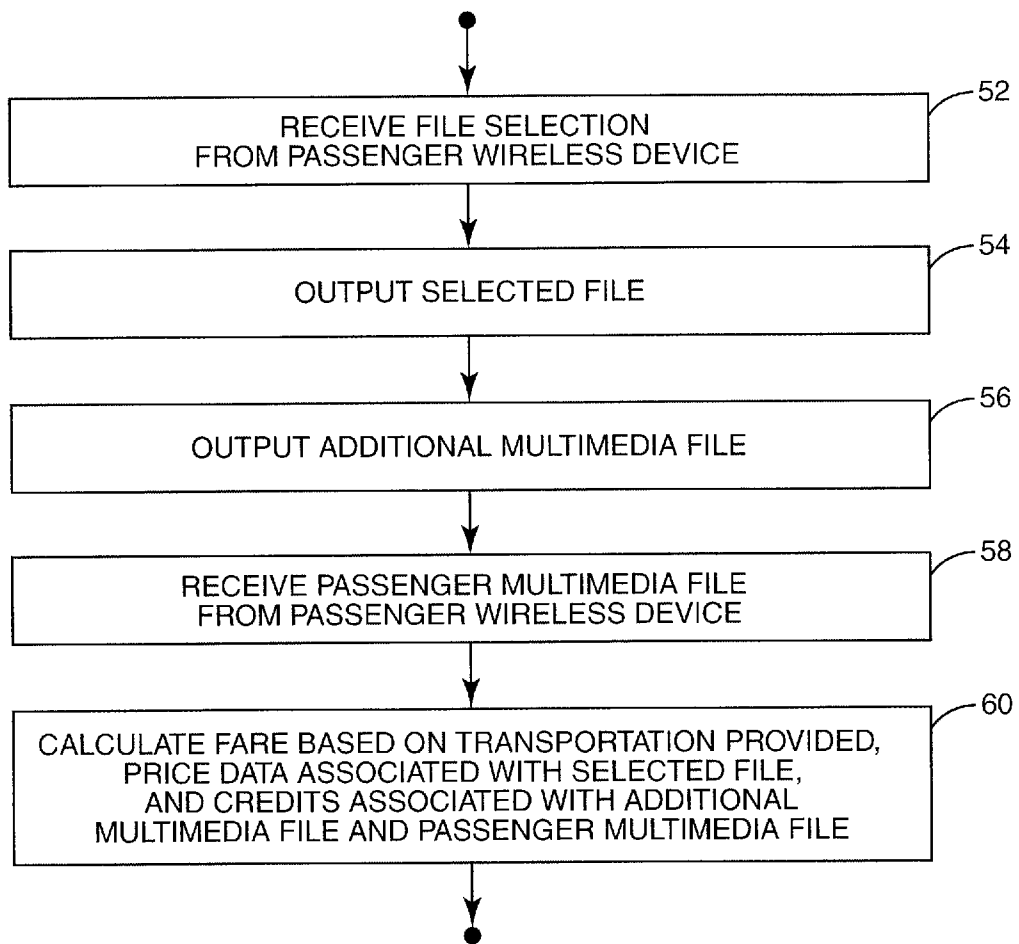 52
RECEIVE FILE SELECTION
FROM PASSENGER WIRELESS DEVICE
54
OUTPUT SELECTED FILE
56
OUTPUT ADDITIONAL MULTIMEDIA FILE
58
RECEIVE PASSENGER MULTIMEDIA FILE
FROM PASSENGER WIRELESS DEVICE
60
CALCULATE FARE BASED ON TRANSPORTATION PROVIDED,
PRICE DATA ASSOCIATED WITH SELECTED FILE,
AND CREDITS ASSOCIATED WITH ADDITIONAL
MULTIMEDIA FILE AND PASSENGER MULTIMEDIA FILE